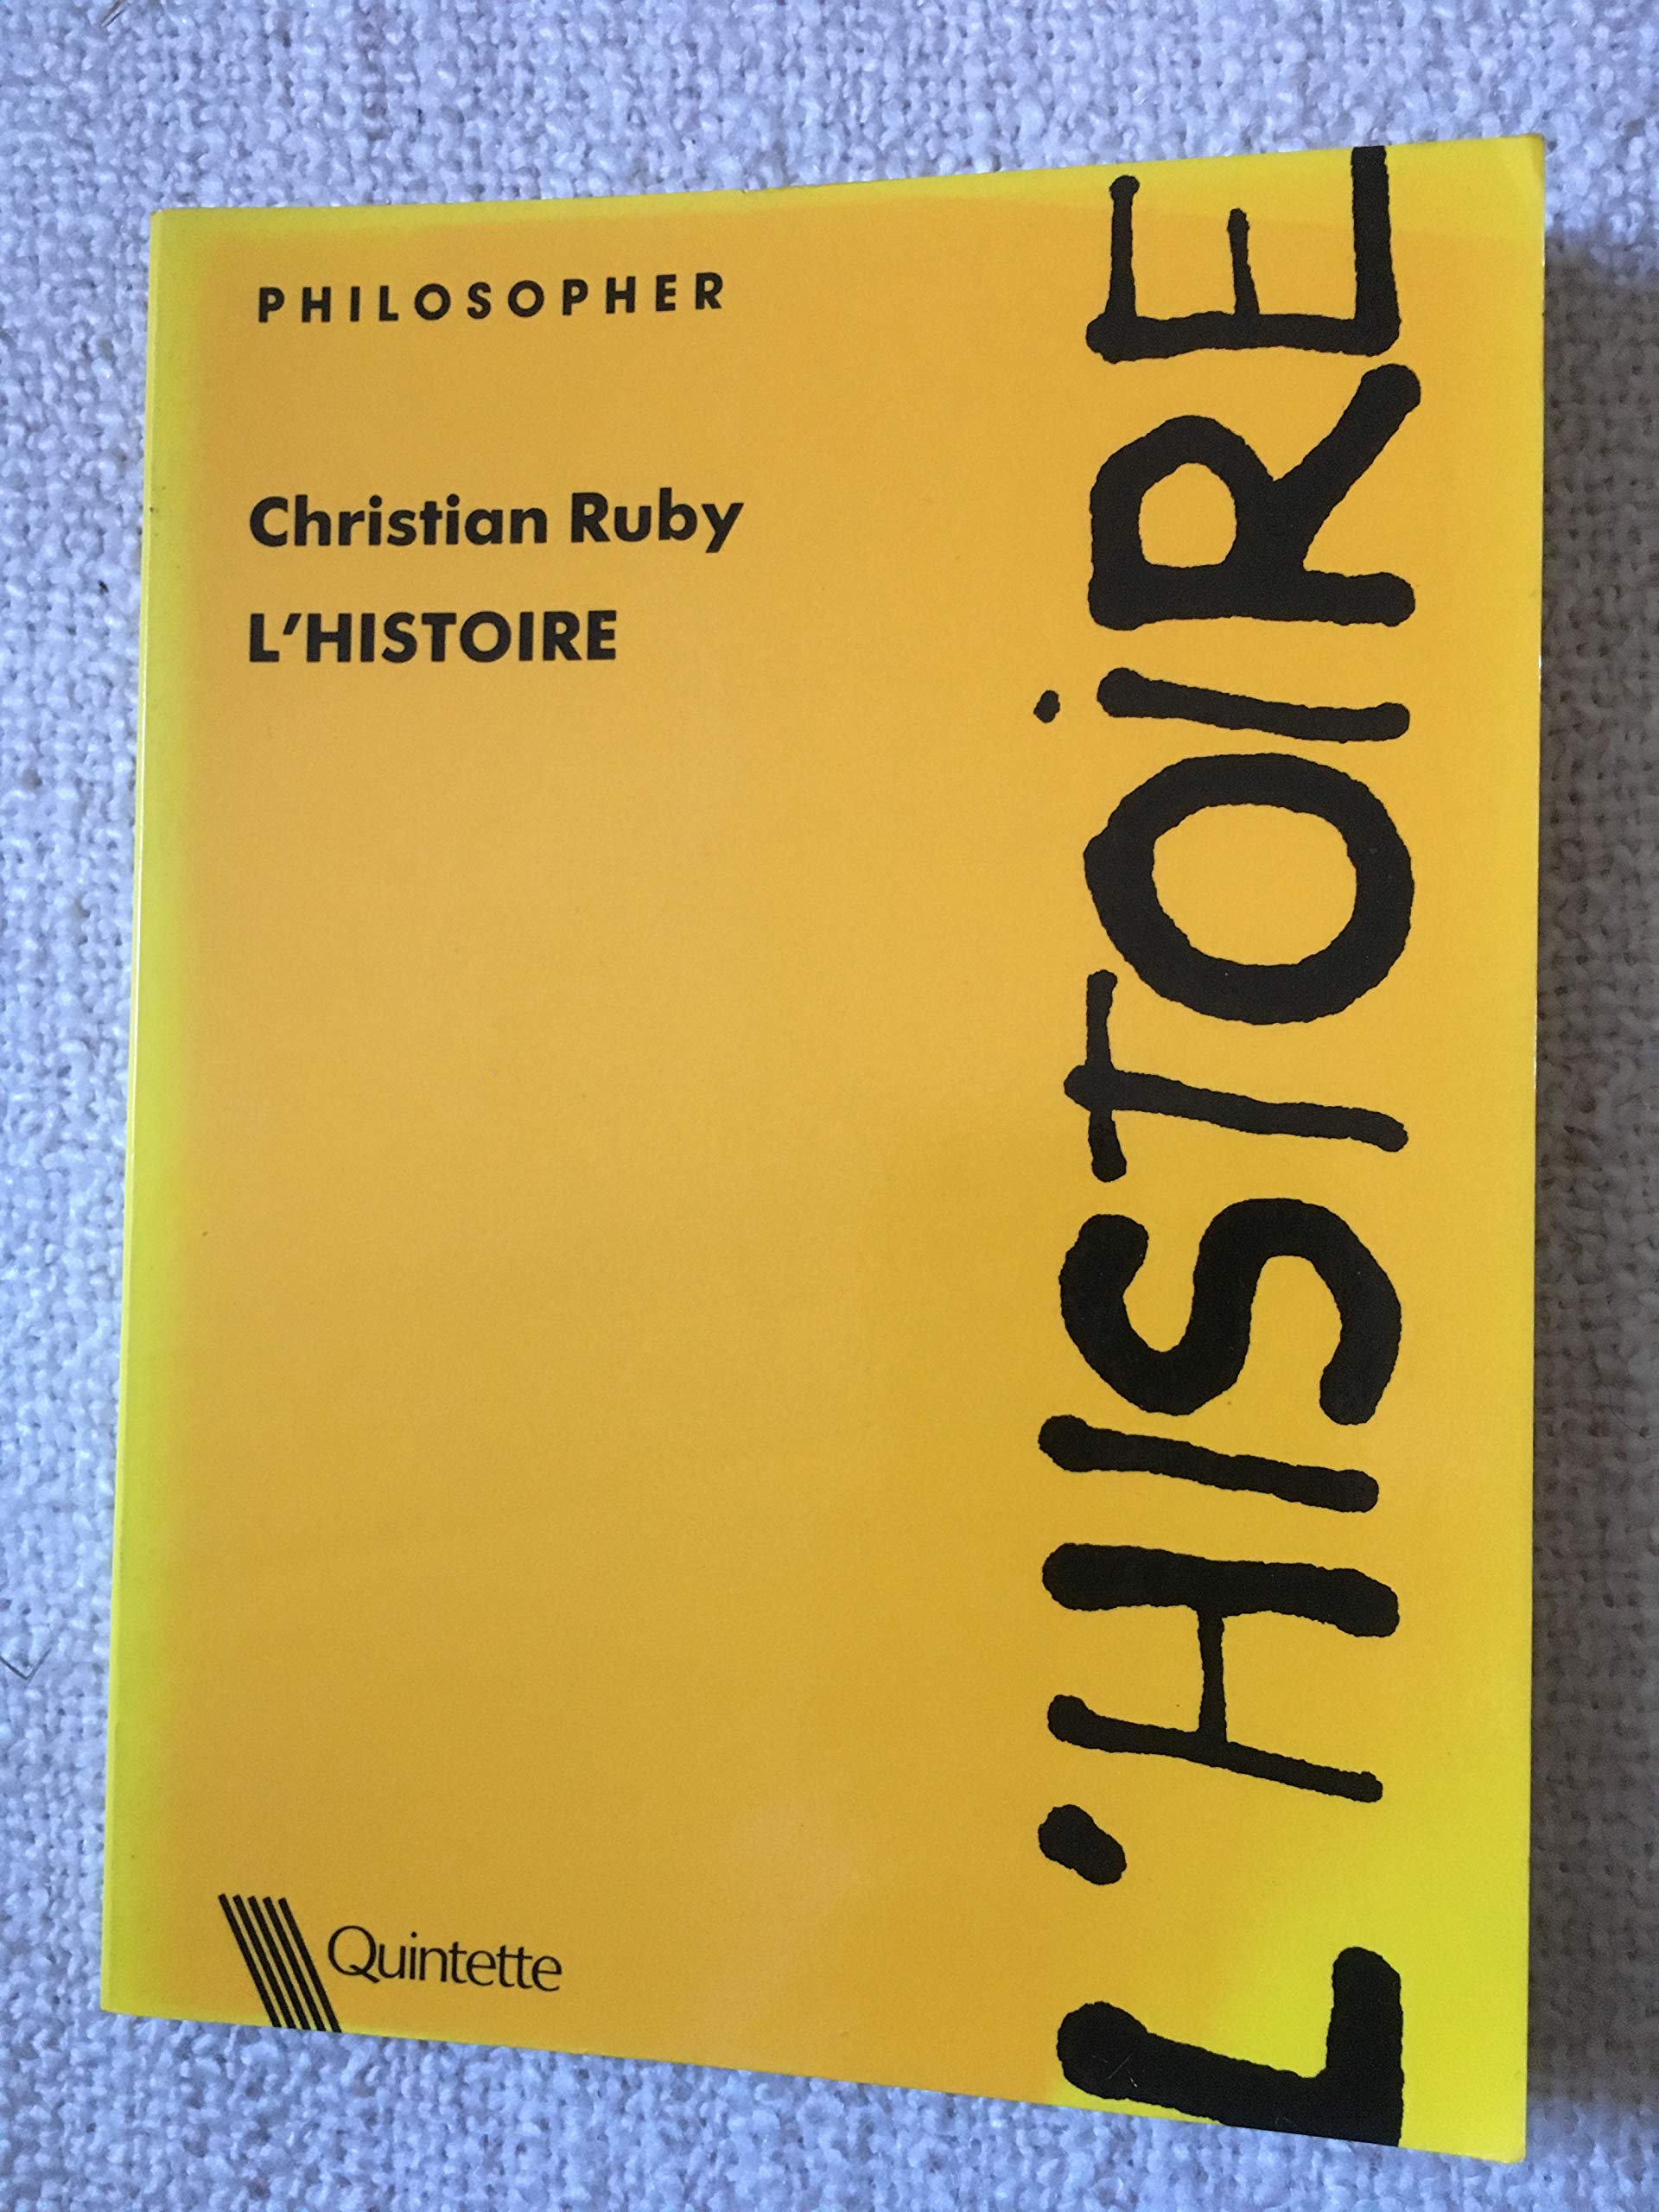 PHILOSOPHER
Christian Ruby
L'HISTOIRE
L'HISTOIRE
Quintette